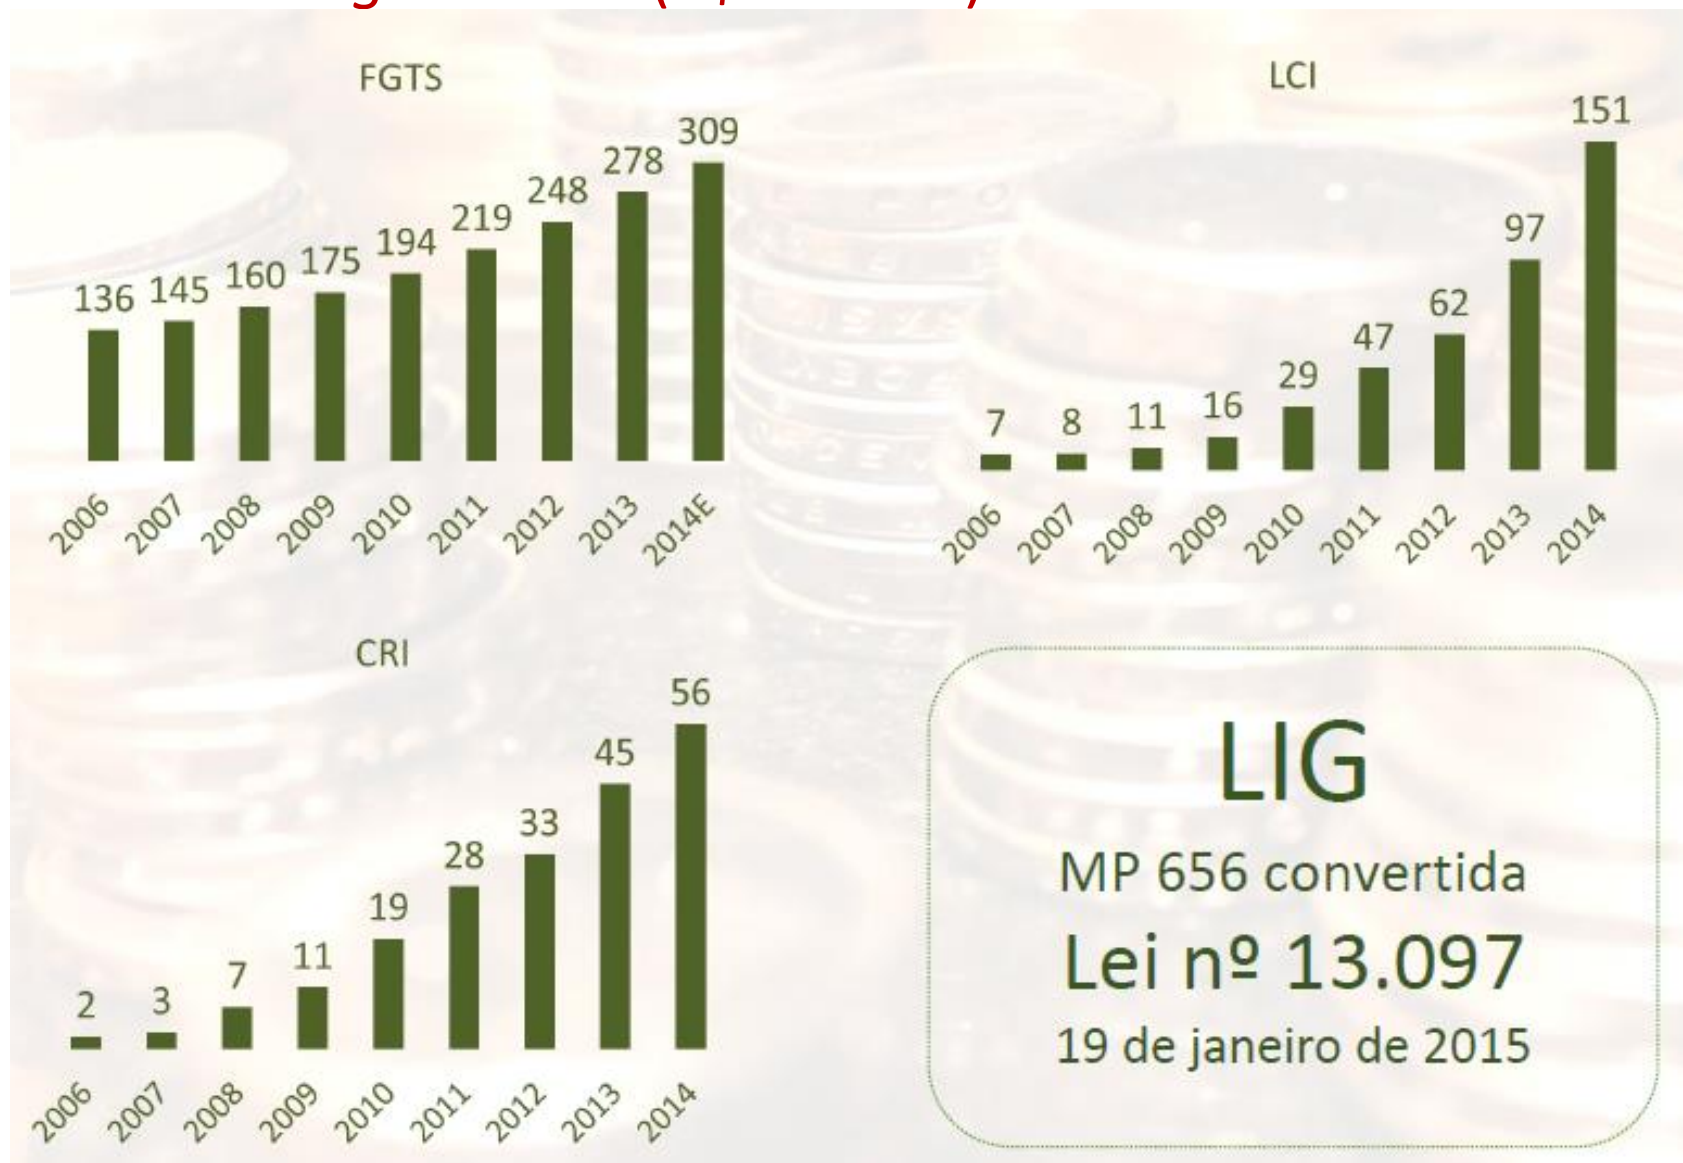 FGTS
136 145 160 175 194 219 248 278 309
2006 2007 2008 2009 2010 2011 2012 2013 2014E
LCI
7 8 11 16 29 47 62 97 151
2006 2007 2008 2009 2010 2011 2012 2013 2014
CRI
2 3 7 11 19 28 33 45 56
2006 2007 2008 2009 2010 2011 2012 2013 2014
LIG
MP 656 convertida
Lei nº 13.097
19 de janeiro de 2015